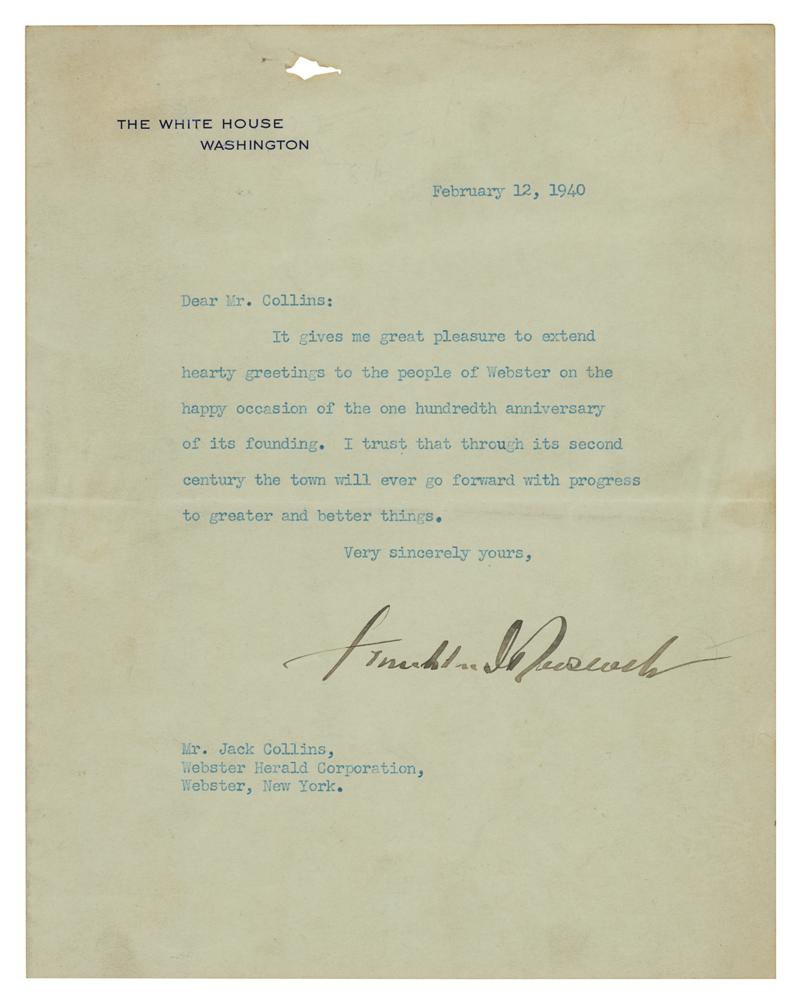 THE WHITE HOUSE
WASHINGTON
February 12, 1940
Dear Mr. Collins:
It gives me great pleasure to extend
hearty greetings to the people of Webster on the
happy occasion of the one hundredth anniversary
of its founding. I trust that through its second
century the town will ever go forward with progress
to greater and better things.
Very sincerely yours,
Franklin D Roosevelt
Mr. Jack Collins,
Webster Herald Corporation,
Webster, New York.